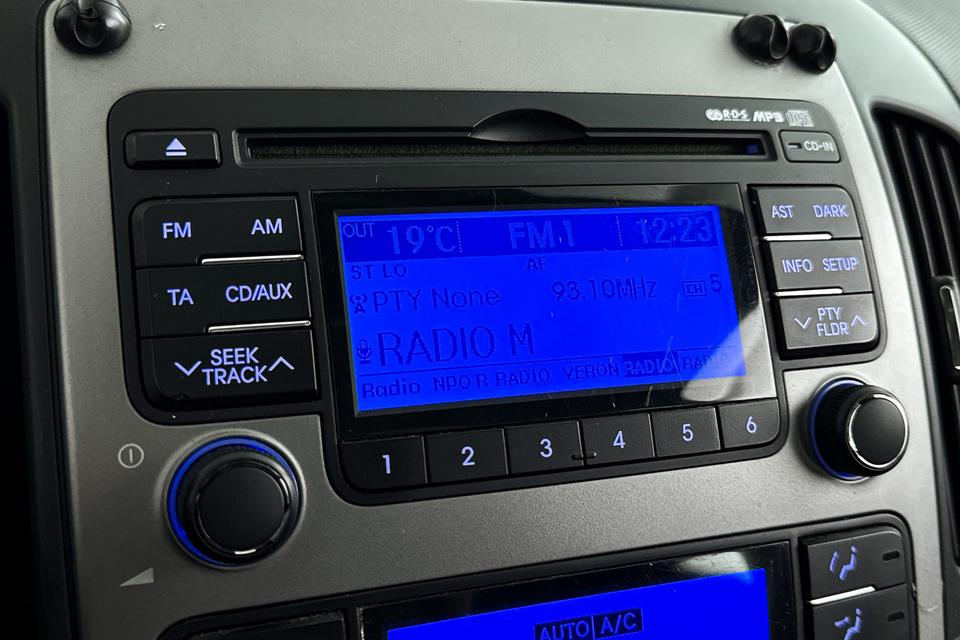 R·D·S MP3
CD-IN
FM AM
TA CD/AUX
SEEK
TRACK
OUT 19°C FM1 12:23
ST LO AF
PTY None 93.10MHz CH 5
RADIO M
Radio NPO R RADIO VERON RADIO RADIO
AST DARK
INFO SETUP
PTY
FLDR
1 2 3 4 5 6
AUTO A/C